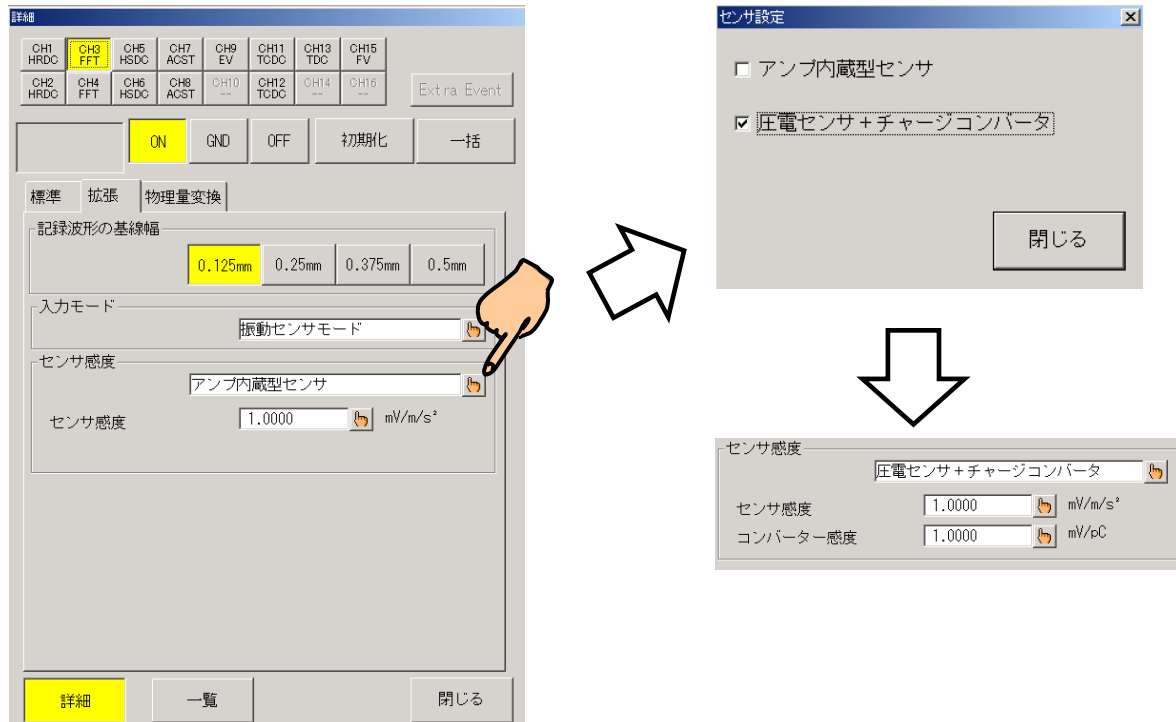 詳細
CH1 CH3 CH5 CH7 CH9 CH11 CH13 CH15
HRDC FFT HSDC ACST EV TCDC TDC FV
CH2 CH4 CH6 CH8 CH10 CH12 CH14 CH16
HRDC FFT HSDC ACST -- TCDC -- --
Extra Event
ON GND OFF 初期化 一括
標準 拡張 物理量変換
記録波形の基線幅
0.125mm 0.25mm 0.375mm 0.5mm
入力モード
振動センサモード
センサ感度
アンプ内蔵型センサ
センサ感度 1.0000 mV/m/s²
詳細 一覧 閉じる
センサ設定
アンプ内蔵型センサ
圧電センサ+チャージコンバータ
閉じる
センサ感度
圧電センサ+チャージコンバータ
センサ感度 1.0000 mV/m/s²
コンバーター感度 1.0000 mV/pC